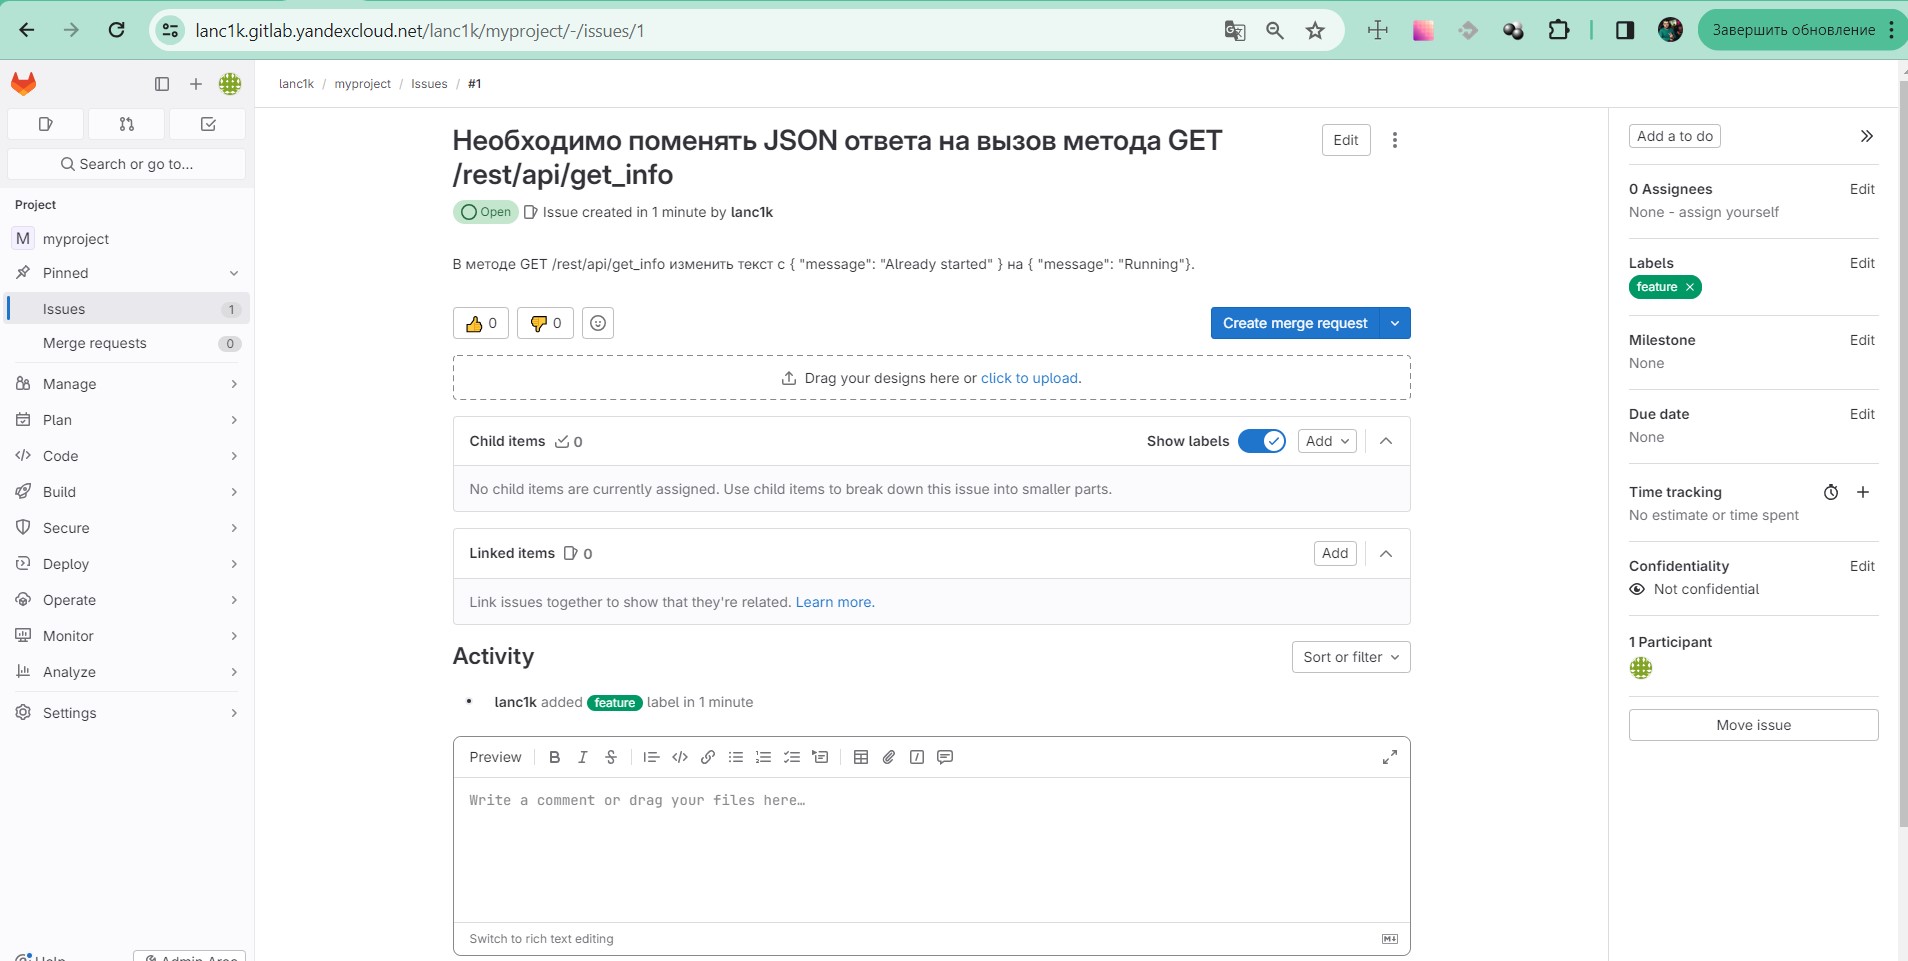 lanc1k.gitlab.yandexcloud.net/lanc1k/myproject/-/issues/1
Завершить обновление
Search or go to...
Project
M myproject
Pinned
Issues 1
Merge requests 0
Manage
Plan
Code
Build
Secure
Deploy
Operate
Monitor
Analyze
Settings
Help
Admin Area
lanc1k / myproject / Issues / #1
Необходимо поменять JSON ответа на вызов метода GET
/rest/api/get_info
Edit
Open Issue created in 1 minute by lanc1k
В методе GET /rest/api/get_info изменить текст с { "message": "Already started" } на { "message": "Running"}.
0 0
Create merge request
Drag your designs here or click to upload.
Child items 0 Show labels Add
No child items are currently assigned. Use child items to break down this issue into smaller parts.
Linked items 0 Add
Link issues together to show that they're related. Learn more.
Activity Sort or filter
lanc1k added feature label in 1 minute
Preview
Write a comment or drag your files here…
Switch to rich text editing
Add a to do
0 Assignees Edit
None - assign yourself
Labels Edit
feature
Milestone Edit
None
Due date Edit
None
Time tracking
No estimate or time spent
Confidentiality Edit
Not confidential
1 Participant
Move issue